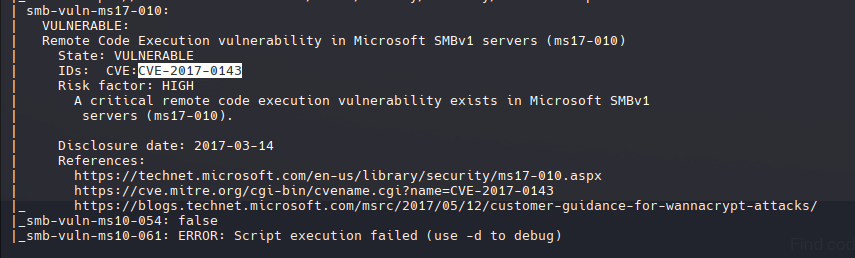 | smb-vuln-ms17-010:
|   VULNERABLE:
|   Remote Code Execution vulnerability in Microsoft SMBv1 servers (ms17-010)
|     State: VULNERABLE
|     IDs:  CVE:CVE-2017-0143
|     Risk factor: HIGH
|       A critical remote code execution vulnerability exists in Microsoft SMBv1
|        servers (ms17-010).
|
|     Disclosure date: 2017-03-14
|     References:
|       https://technet.microsoft.com/en-us/library/security/ms17-010.aspx
|       https://cve.mitre.org/cgi-bin/cvename.cgi?name=CVE-2017-0143
|_      https://blogs.technet.microsoft.com/msrc/2017/05/12/customer-guidance-for-wannacrypt-attacks/
|_smb-vuln-ms10-054: false
|_smb-vuln-ms10-061: ERROR: Script execution failed (use -d to debug)